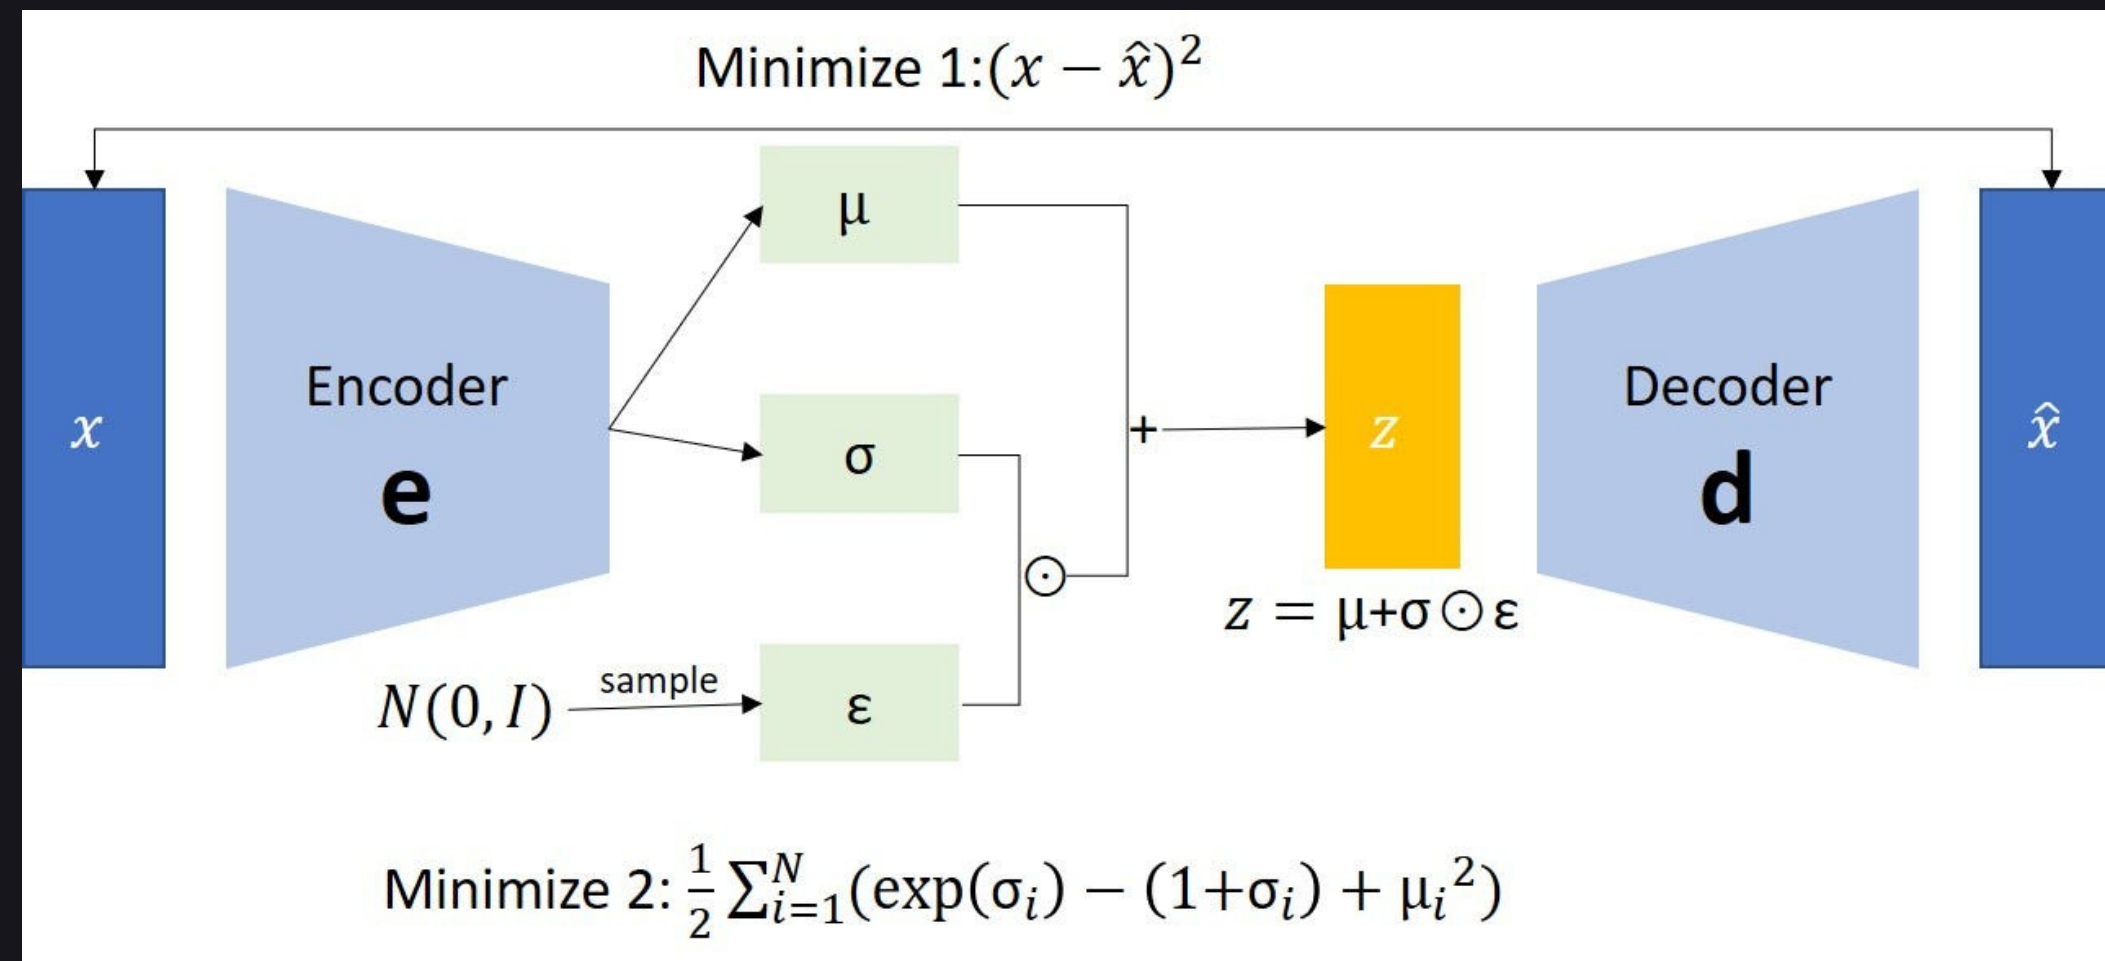 Minimize 1:(x − x̂)²
μ
Encoder
e
x
σ
+
z
Decoder
d
x̂
⊙
z = μ+σ⊙ε
N(0, I)
sample
ε
Minimize 2: ½ ∑ᵢ₌₁ᴺ(exp(σᵢ) − (1+σᵢ) + μᵢ²)